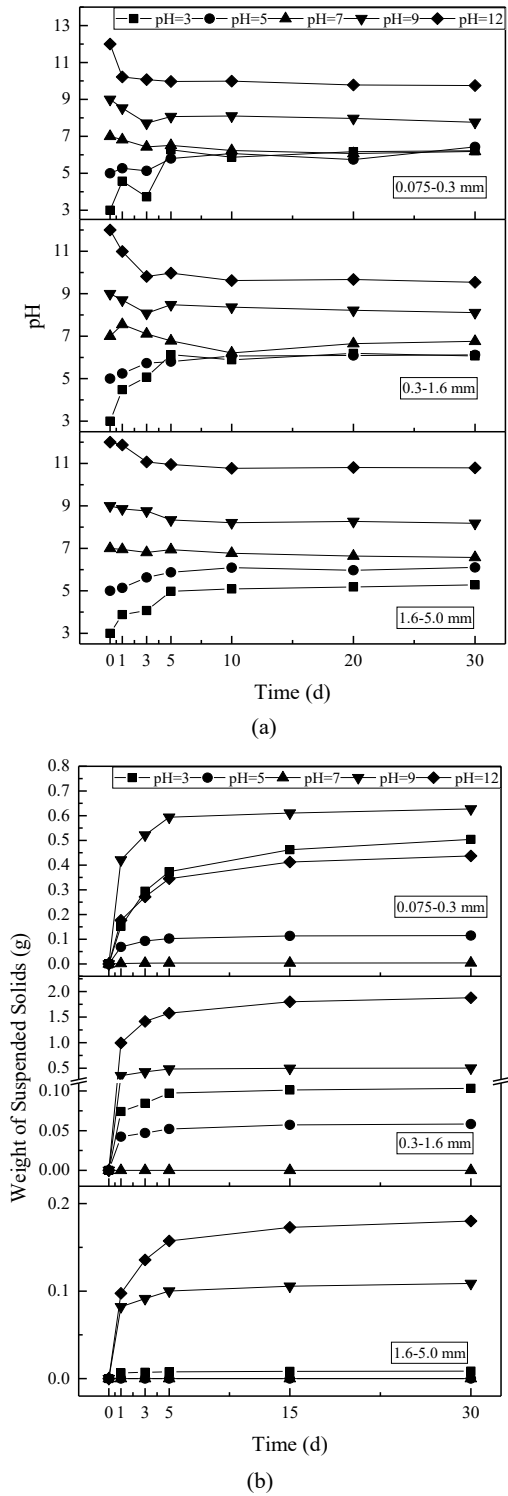 pH=3 pH=5 pH=7 pH=9 pH=12
13
11
9
7
5
3
0.075-0.3 mm
11
9
7
5
3
0.3-1.6 mm
11
9
7
5
3
1.6-5.0 mm
pH
0 1 3 5 10 20 30
Time (d)
(a)
pH=3 pH=5 pH=7 pH=9 pH=12
0.8
0.7
0.6
0.5
0.4
0.3
0.2
0.1
0.0
0.075-0.3 mm
2.0
1.5
1.0
0.5
0.10
0.05
0.00
0.3-1.6 mm
0.2
0.1
0.0
1.6-5.0 mm
Weight of Suspended Solids (g)
0 1 3 5 15 30
Time (d)
(b)